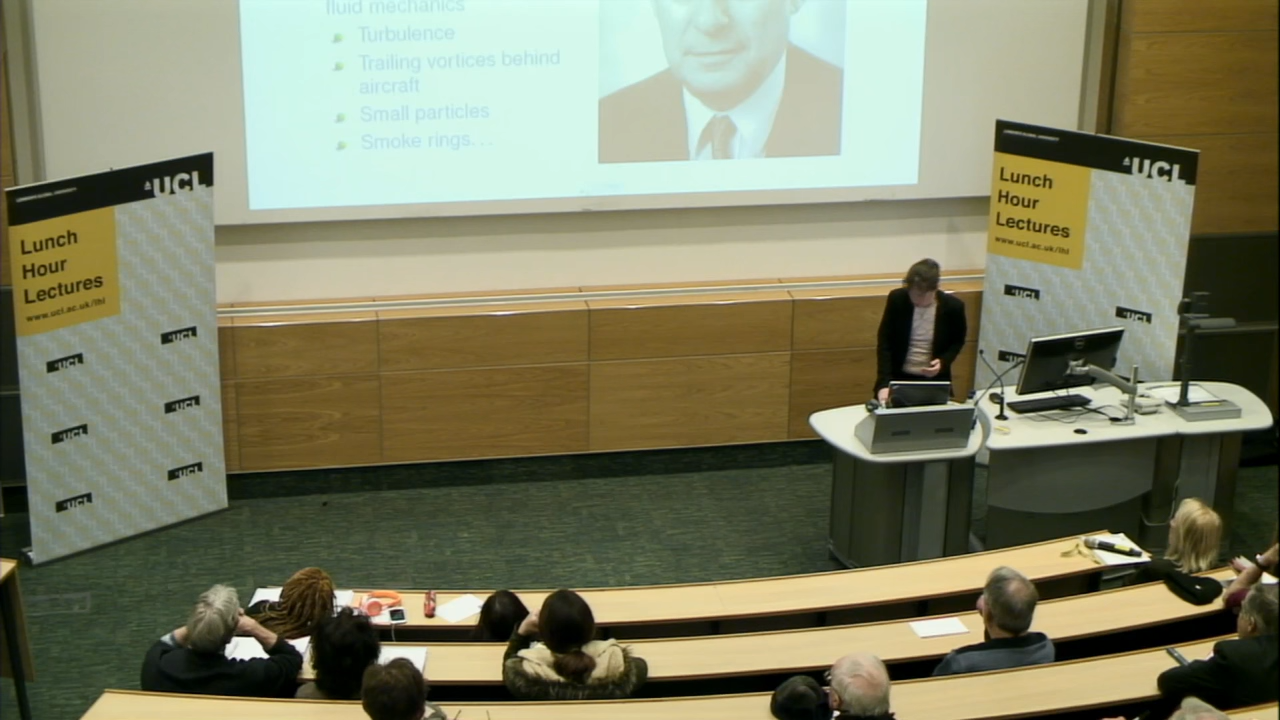 fluid mechanics
Turbulence
Trailing vortices behind
aircraft
Small particles
Smoke rings…
UCL
Lunch
Hour
Lectures
www.ucl.ac.uk/lhl
UCL
UCL
UCL
UCL
UCL
UCL
UCL
Lunch
Hour
Lectures
www.ucl.ac.uk/lhl
UCL
UCL
UCL